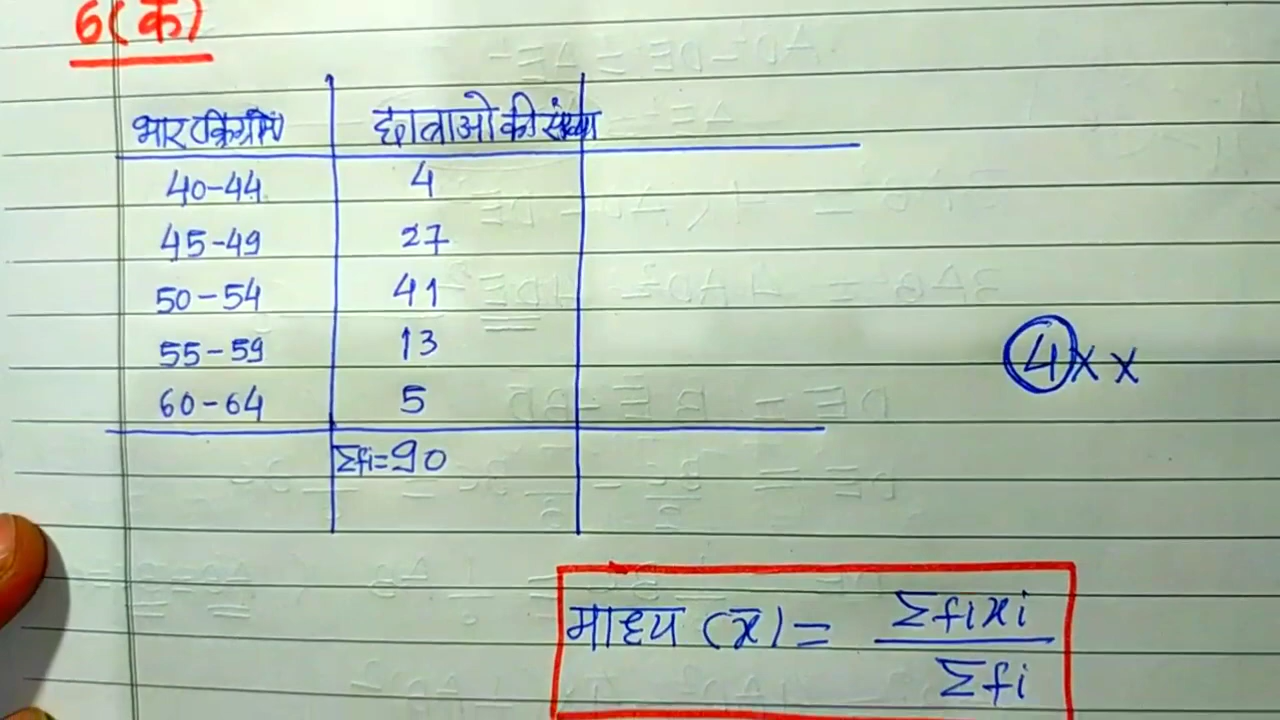 6(क)
भार (किग्रामे) छात्राओ की संख्या
40-44 4
45-49 27
50-54 41
55-59 13
60-64 5
Σfi=90
④××
माध्य (x̄) = Σfixi
Σfi